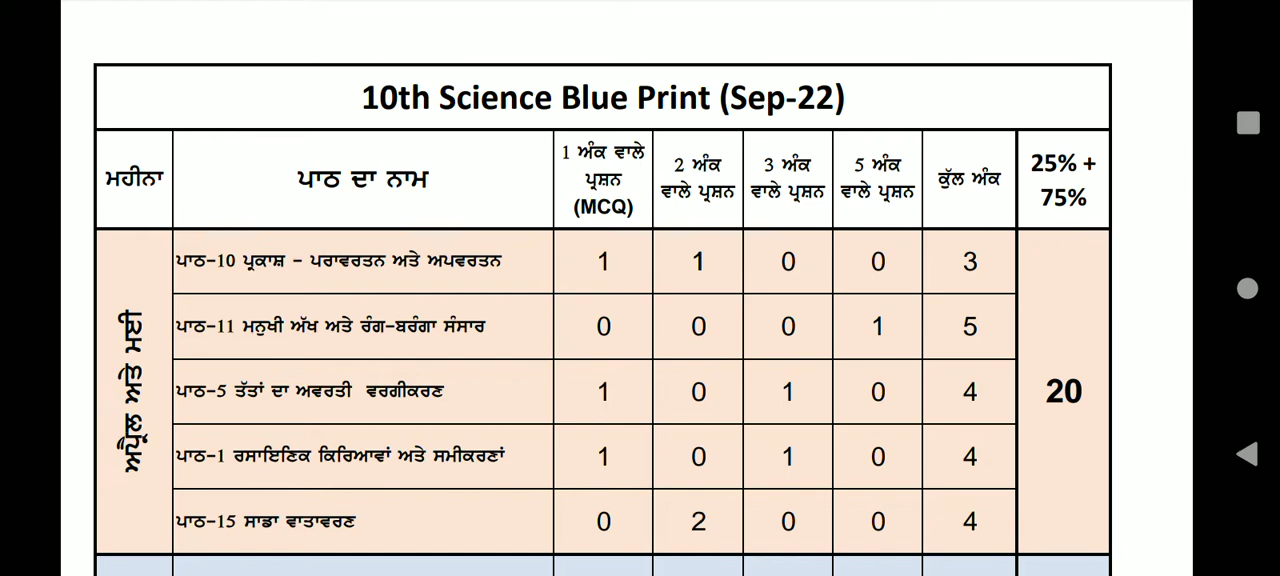 10th Science Blue Print (Sep-22)
ਮਹੀਨਾ ਪਾਠ ਦਾ ਨਾਮ 1 ਅੰਕ ਵਾਲੇ ਪ੍ਰਸ਼ਨ (MCQ) 2 ਅੰਕ ਵਾਲੇ ਪ੍ਰਸ਼ਨ 3 ਅੰਕ ਵਾਲੇ ਪ੍ਰਸ਼ਨ 5 ਅੰਕ ਵਾਲੇ ਪ੍ਰਸ਼ਨ ਕੁੱਲ ਅੰਕ 25% + 75%
ਅਪ੍ਰੈਲ ਅਤੇ ਮਈ
ਪਾਠ-10 ਪ੍ਰਕਾਸ਼ - ਪਰਾਵਰਤਨ ਅਤੇ ਅਪਵਰਤਨ 1 1 0 0 3
ਪਾਠ-11 ਮਨੁਖੀ ਅੱਖ ਅਤੇ ਰੰਗ-ਬਰੰਗਾ ਸੰਸਾਰ 0 0 0 1 5
ਪਾਠ-5 ਤੱਤਾਂ ਦਾ ਅਵਰਤੀ ਵਰਗੀਕਰਣ 1 0 1 0 4
20
ਪਾਠ-1 ਰਸਾਇਣਿਕ ਕਿਰਿਆਵਾਂ ਅਤੇ ਸਮੀਕਰਣਾਂ 1 0 1 0 4
ਪਾਠ-15 ਸਾਡਾ ਵਾਤਾਵਰਣ 0 2 0 0 4